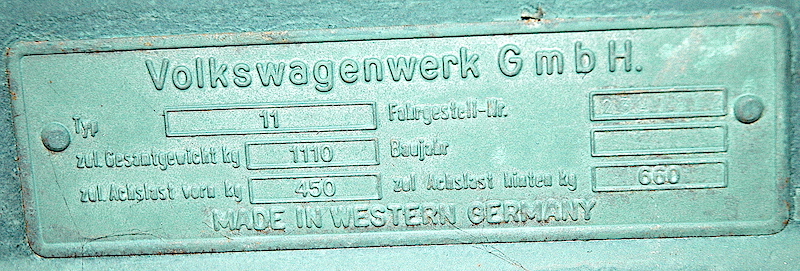 Volkswagenwerk GmbH.
Typ 11 Fahrgestell-Nr.
zul. Gesamtgewicht kg 1110 Baujahr
zul. Achslast vorn kg 450 zul Achslast hinten kg 660
MADE IN WESTERN GERMANY